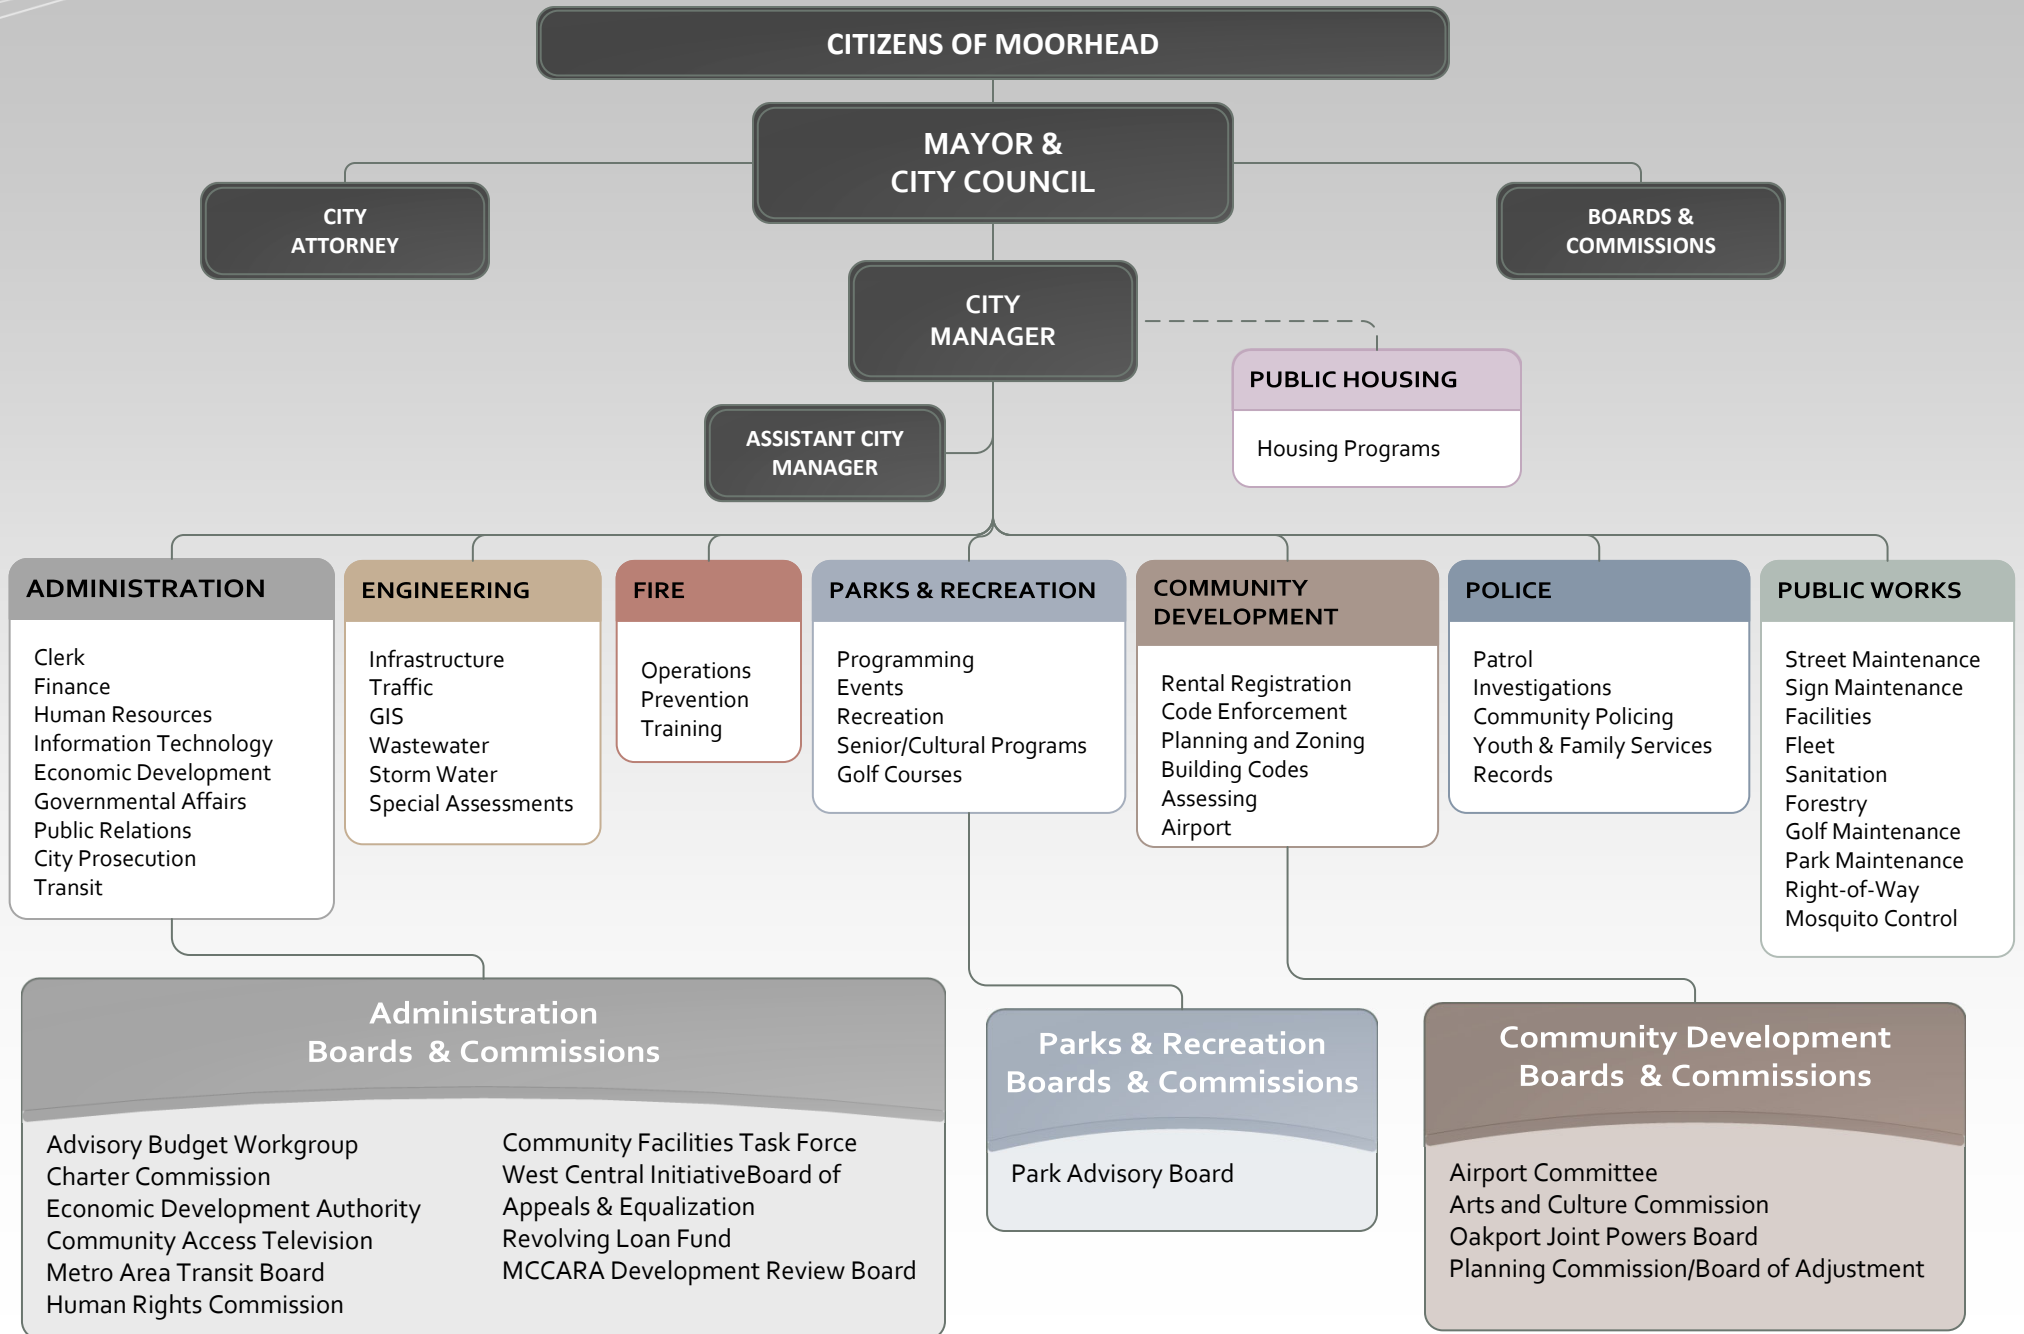 CITIZENS OF MOORHEAD
MAYOR &
CITY COUNCIL
CITY
ATTORNEY
BOARDS &
COMMISSIONS
CITY
MANAGER
PUBLIC HOUSING
Housing Programs
ASSISTANT CITY
MANAGER
ADMINISTRATION
Clerk
Finance
Human Resources
Information Technology
Economic Development
Governmental Affairs
Public Relations
City Prosecution
Transit
ENGINEERING
Infrastructure
Traffic
GIS
Wastewater
Storm Water
Special Assessments
FIRE
Operations
Prevention
Training
PARKS & RECREATION
Programming
Events
Recreation
Senior/Cultural Programs
Golf Courses
COMMUNITY
DEVELOPMENT
Rental Registration
Code Enforcement
Planning and Zoning
Building Codes
Assessing
Airport
POLICE
Patrol
Investigations
Community Policing
Youth & Family Services
Records
PUBLIC WORKS
Street Maintenance
Sign Maintenance
Facilities
Fleet
Sanitation
Forestry
Golf Maintenance
Park Maintenance
Right-of-Way
Mosquito Control
Administration
Boards & Commissions
Advisory Budget Workgroup
Charter Commission
Economic Development Authority
Community Access Television
Metro Area Transit Board
Human Rights Commission
Community Facilities Task Force
West Central InitiativeBoard of
Appeals & Equalization
Revolving Loan Fund
MCCARA Development Review Board
Parks & Recreation
Boards & Commissions
Park Advisory Board
Community Development
Boards & Commissions
Airport Committee
Arts and Culture Commission
Oakport Joint Powers Board
Planning Commission/Board of Adjustment